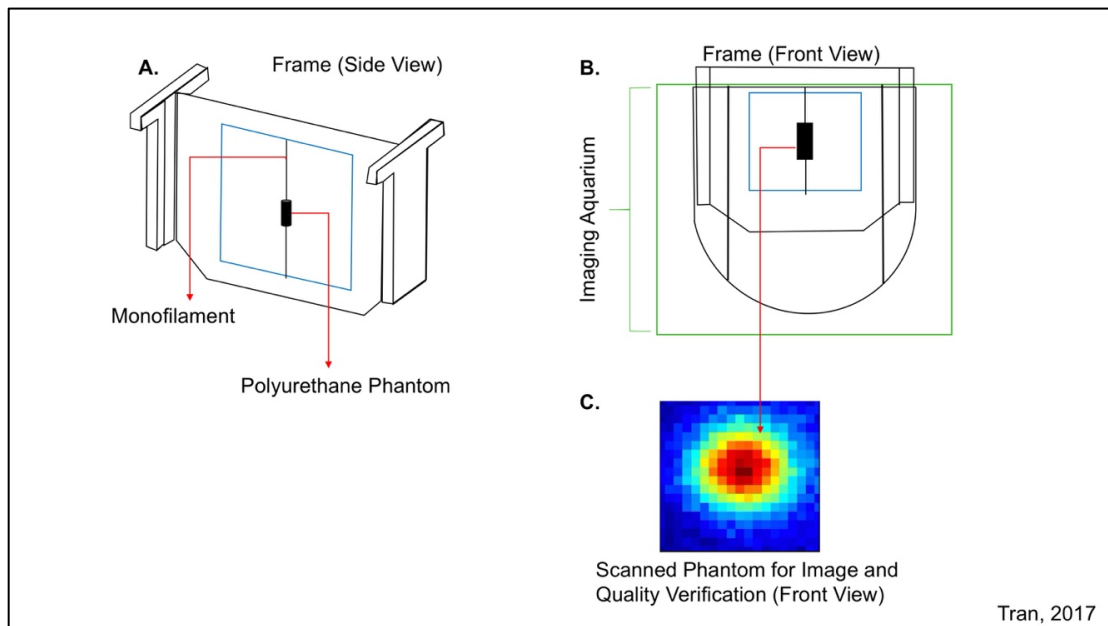 A.
Frame (Side View)
Monofilament
Polyurethane Phantom
B.
Frame (Front View)
Imaging Aquarium
C.
Scanned Phantom for Image and
Quality Verification (Front View)
Tran, 2017